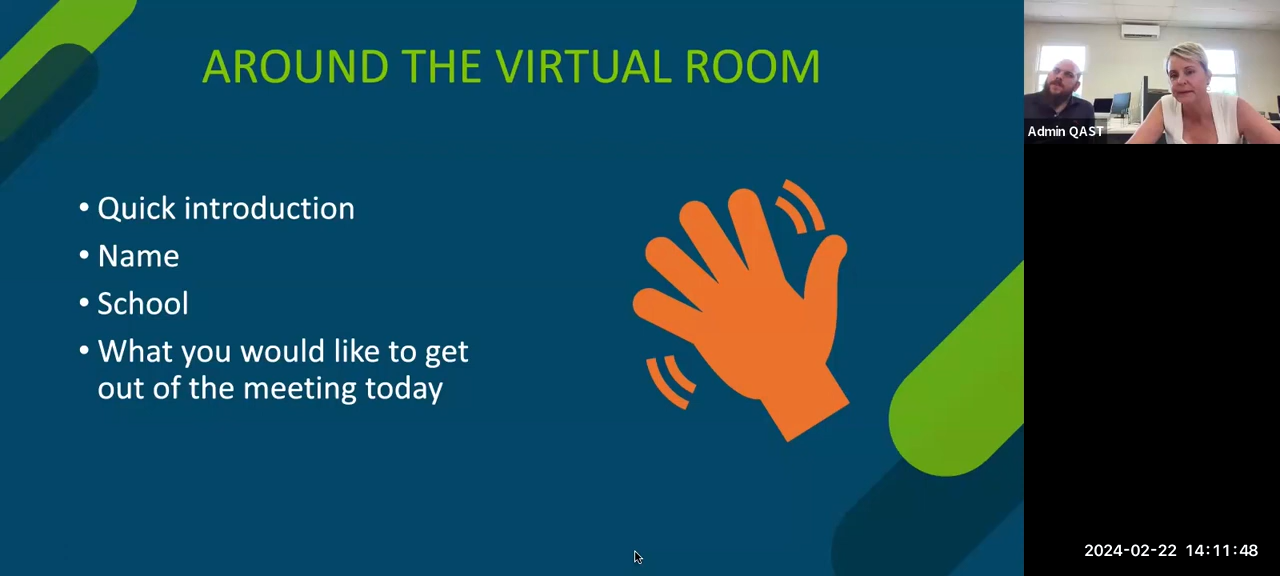 AROUND THE VIRTUAL ROOM
• Quick introduction
• Name
• School
• What you would like to get
out of the meeting today
Admin QAST
2024-02-22 14:11:48